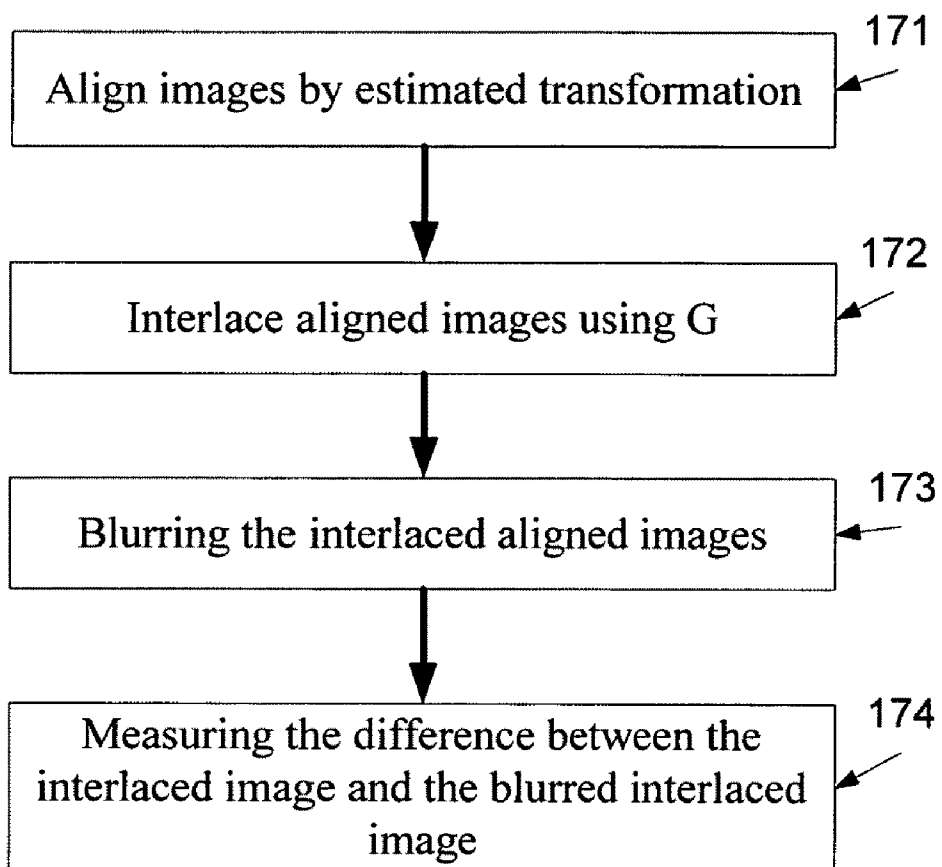 171
Align images by estimated transformation
172
Interlace aligned images using G
173
Blurring the interlaced aligned images
174
Measuring the difference between the
interlaced image and the blurred interlaced
image